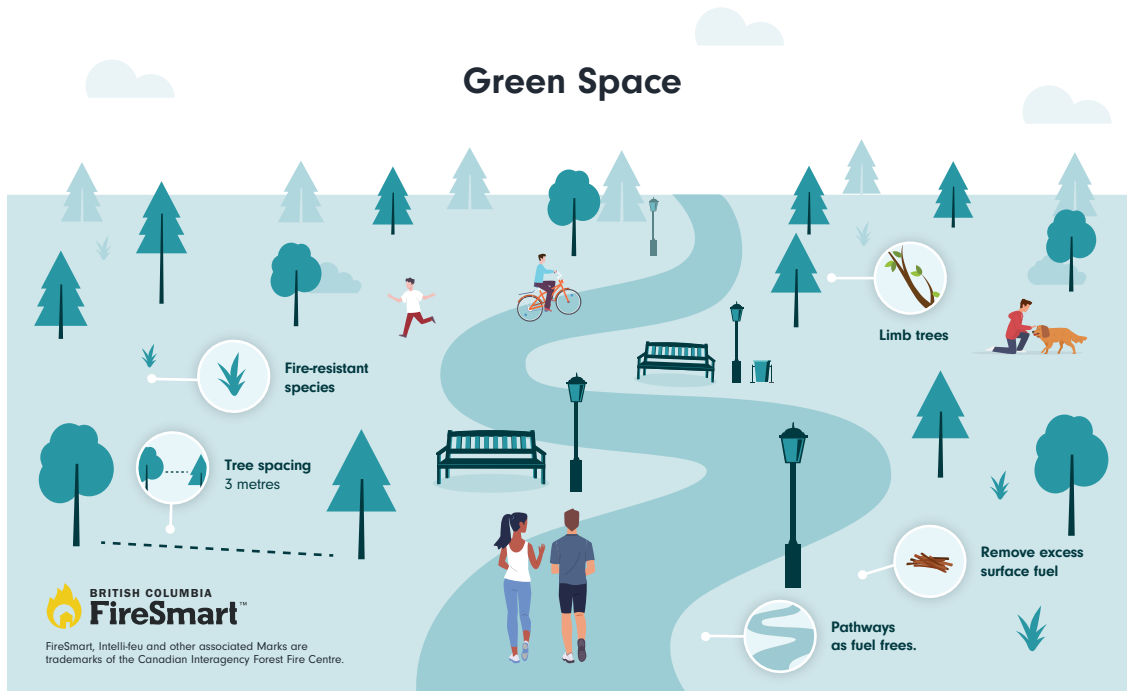 Green Space
Limb trees
Fire-resistant
species
Tree spacing
3 metres
Remove excess
surface fuel
Pathways
as fuel frees.
BRITISH COLUMBIA
FireSmart™
FireSmart, Intelli-feu and other associated Marks are
trademarks of the Canadian Interagency Forest Fire Centre.